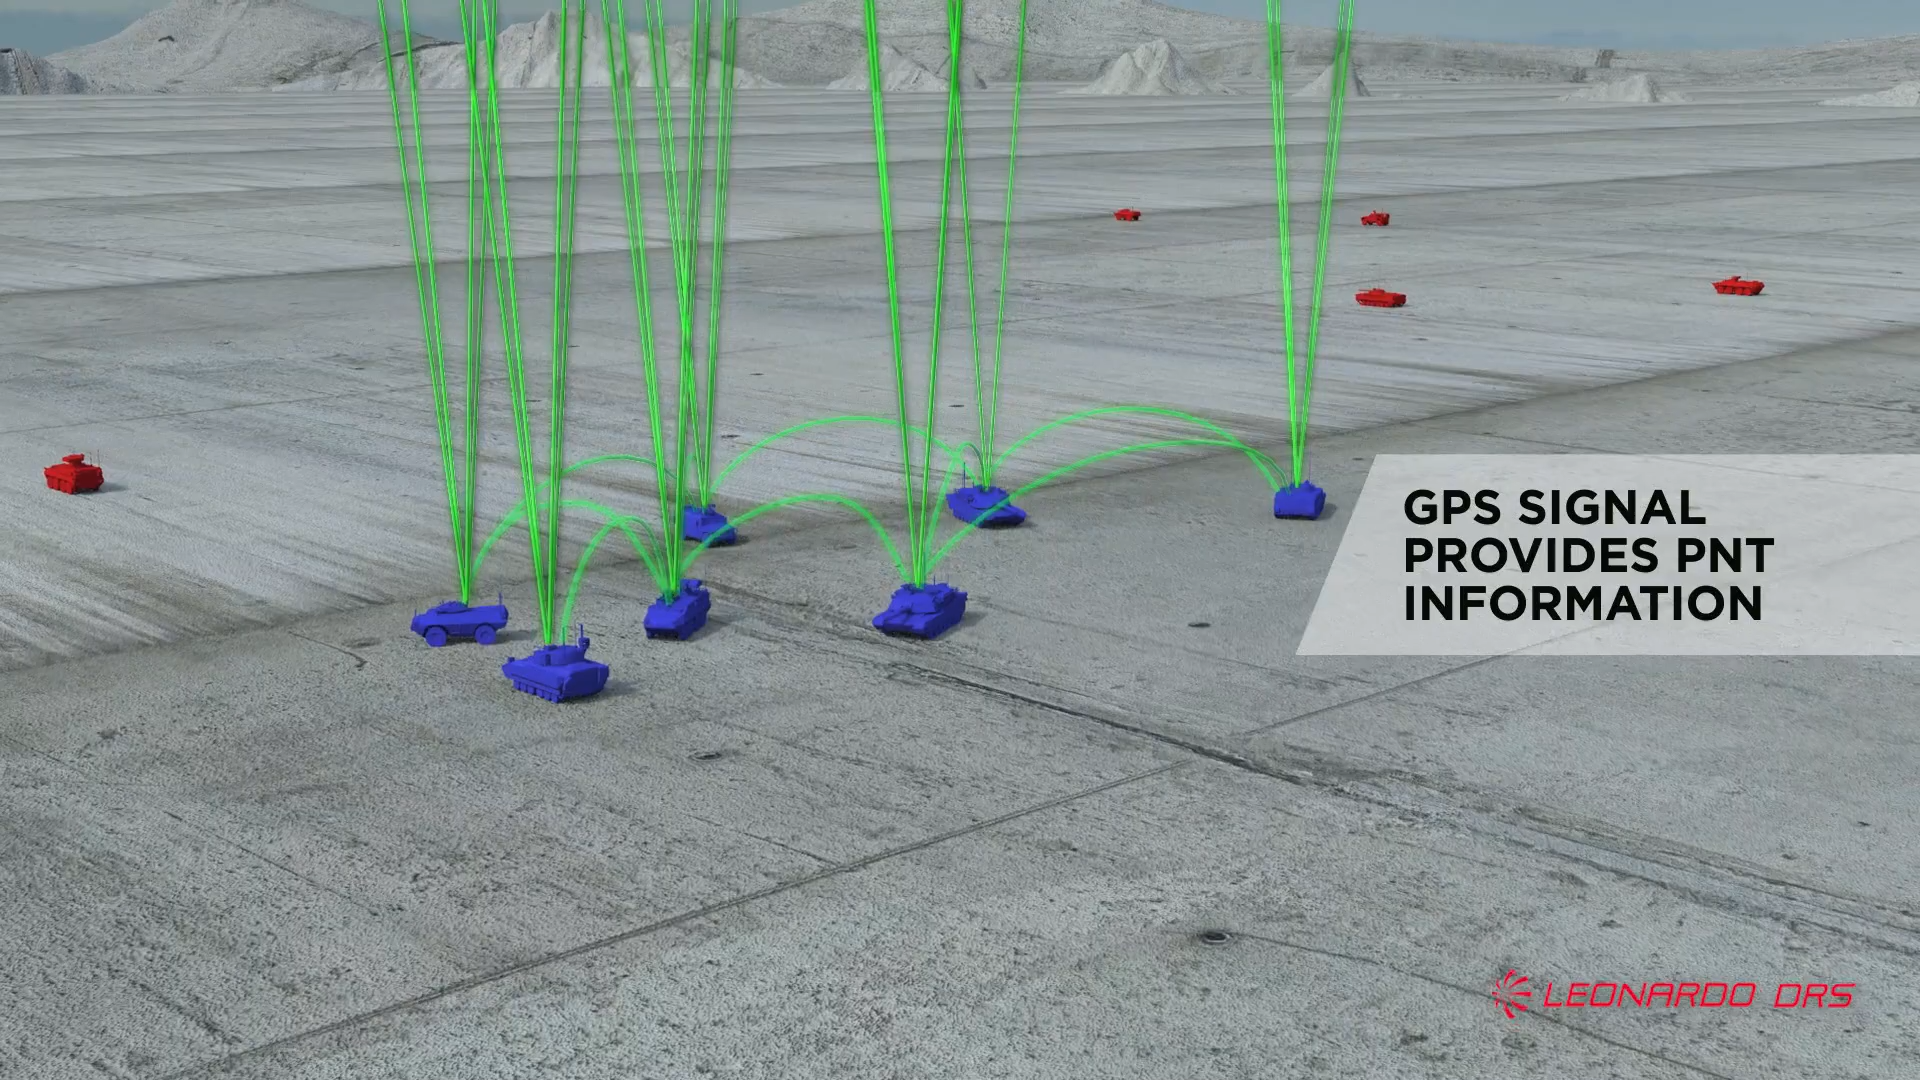 GPS SIGNAL
PROVIDES PNT
INFORMATION
LEONARDO DRS